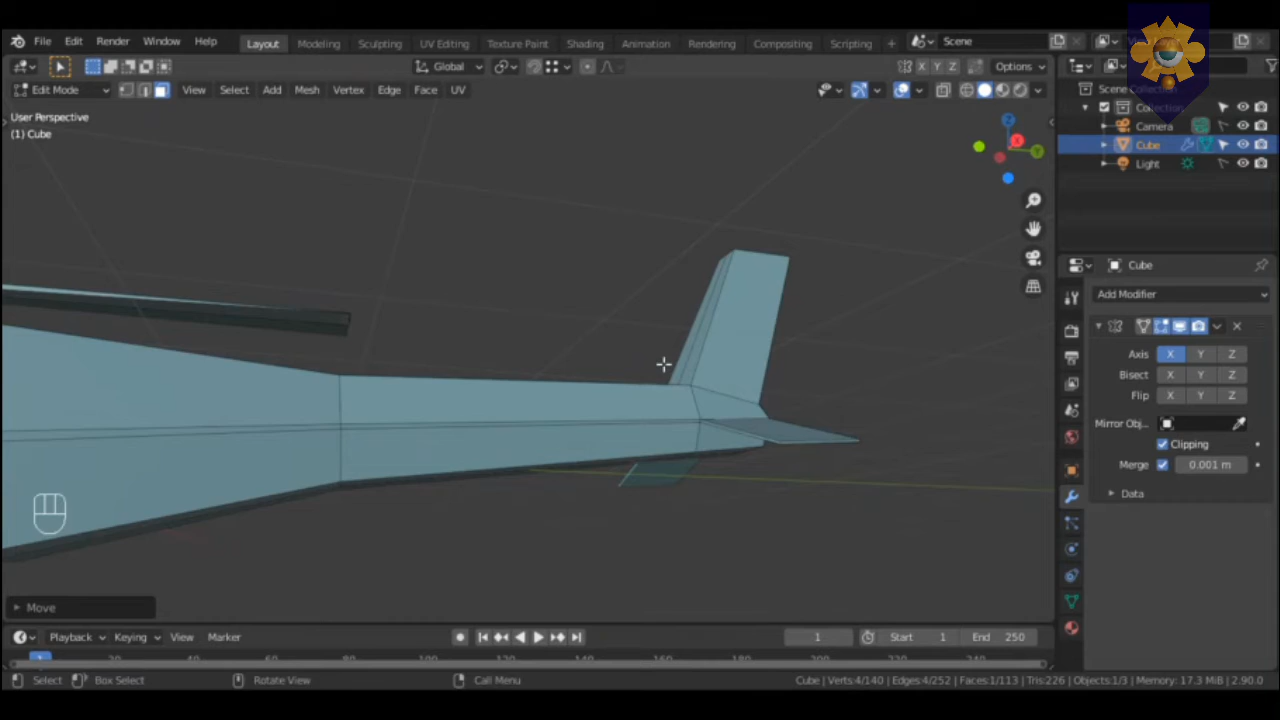 File Edit Render Window Help Layout Modeling Sculpting UV Editing Texture Paint Shading Animation Rendering Compositing Scripting + Scene
Global X Y Z Options
Edit Mode View Select Add Mesh Vertex Edge Face UV
User Perspective
(1) Cube
Z X Y
Scene Collection
Collection
Camera
Cube
Light
Cube
Add Modifier
Axis X Y Z
Bisect X Y Z
Flip X Y Z
Mirror Obj...
Clipping
Merge 0.001 m
Data
Move
Playback Keying View Marker 1 Start 1 End 250
1
Select Box Select Rotate View Call Menu Cube | Verts:4/140 | Edges:4/252 | Faces:1/113 | Tris:226 | Objects:1/3 | Memory: 17.3 MiB | 2.90.0